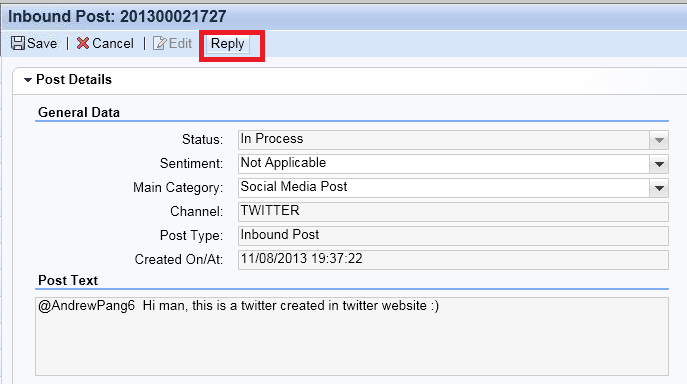 Inbound Post: 201300021727
Save | Cancel | Edit Reply
Post Details
General Data
Status: In Process
Sentiment: Not Applicable
Main Category: Social Media Post
Channel: TWITTER
Post Type: Inbound Post
Created On/At: 11/08/2013 19:37:22
Post Text
@AndrewPang6 Hi man, this is a twitter created in twitter website :)